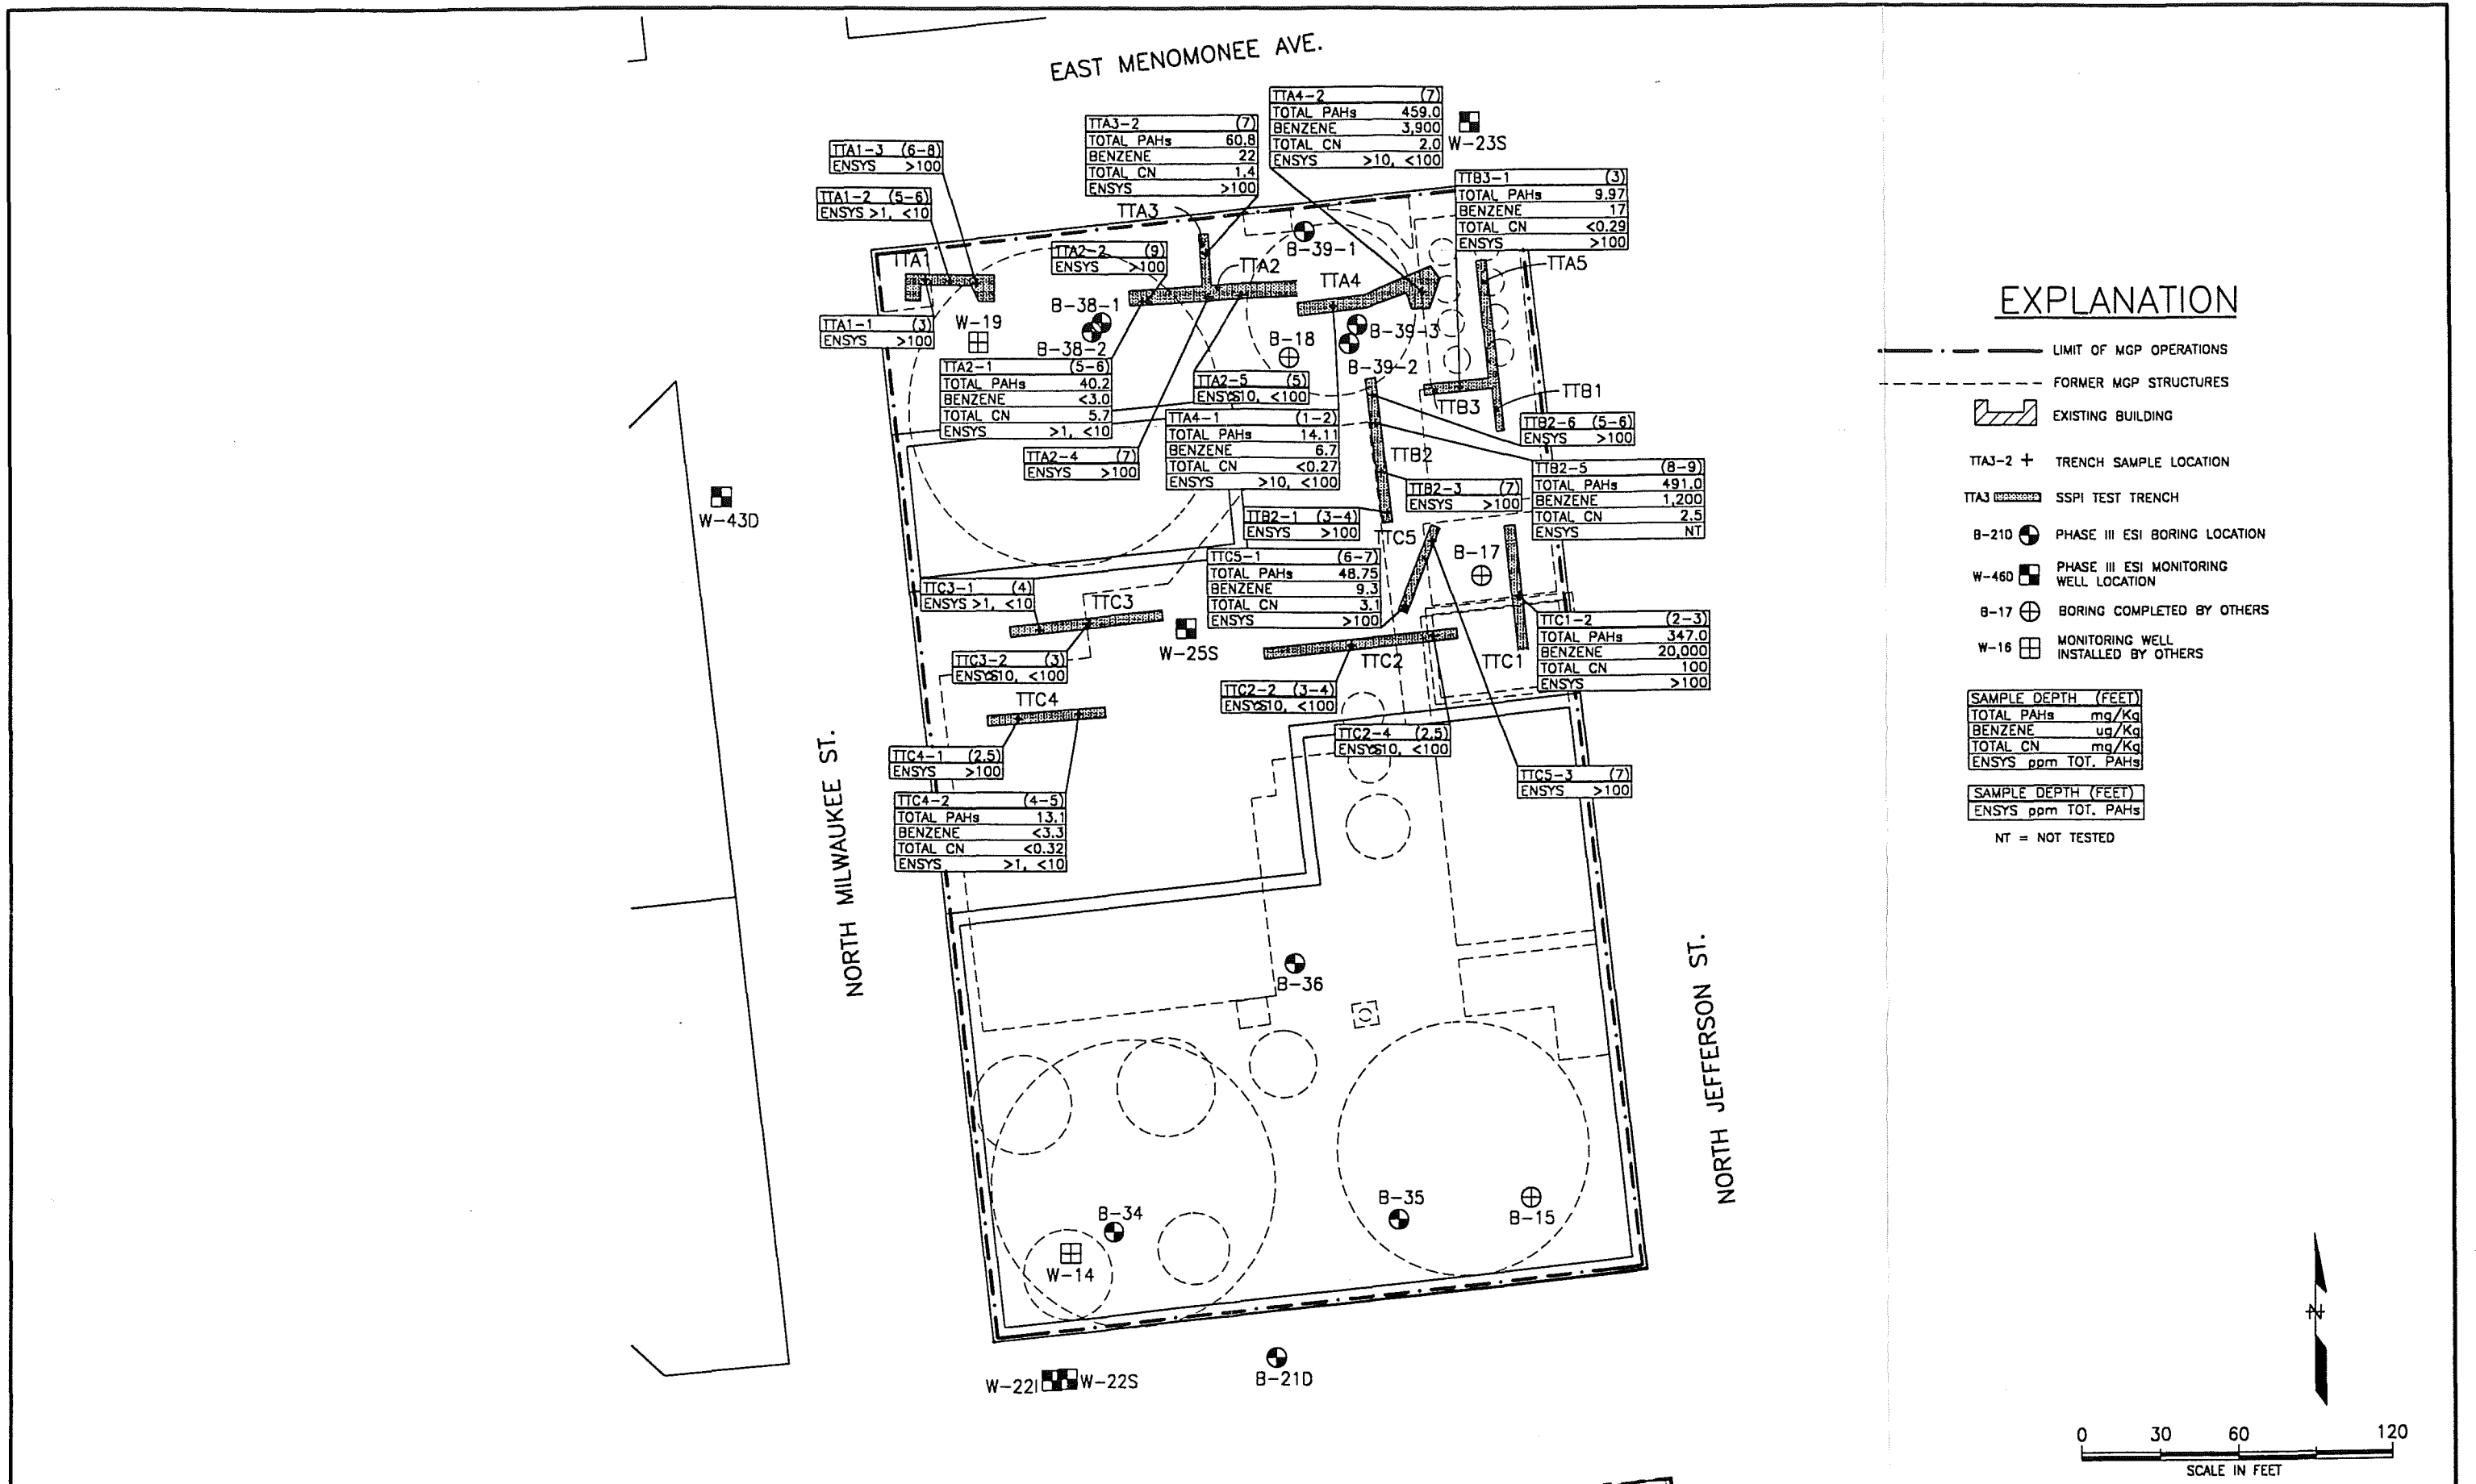 EAST MENOMONEE AVE.
TTA4-2 (7)
TOTAL PAHs 459.0
BENZENE 3,900
TOTAL CN 2.0
ENSYS >10, <100
W-23S
TTA3-2 (7)
TOTAL PAHs 60.8
BENZENE 22
TOTAL CN 1.4
ENSYS >100
TTA1-3 (6-8)
ENSYS >100
TTA1-2 (5-6)
ENSYS >1, <10
TTB3-1 (3)
TOTAL PAHs 9.97
BENZENE 17
TOTAL CN <0.29
ENSYS >100
TTA3
B-39-1
TTA1
TTA2-2 (9)
ENSYS >100
TTA2
TTA4
TTA5
B-38-1
TTA1-1 (3)
ENSYS >100
W-19
B-38-2
B-18
B-39-3
B-39-2
TTA2-1 (5-6)
TOTAL PAHs 40.2
BENZENE <3.0
TOTAL CN 5.7
ENSYS >1, <10
TTA2-5 (5)
ENSYS >10, <100
TTB3
TTB1
TTA4-1 (1-2)
TOTAL PAHs 14.11
BENZENE 6.7
TOTAL CN <0.27
ENSYS >10, <100
TTB2-6 (5-6)
ENSYS >100
TTA2-4 (7)
ENSYS >100
TTB2
TTB2-5 (8-9)
TOTAL PAHs 491.0
BENZENE 1,200
TOTAL CN 2.5
ENSYS NT
TTB2-3 (7)
ENSYS >100
W-43D
TTB2-1 (3-4)
ENSYS >100
TTC5
B-17
TTC5-1 (6-7)
TOTAL PAHs 48.75
BENZENE 9.3
TOTAL CN 3.1
ENSYS >100
TTC3-1 (4)
ENSYS >1, <10
TTC3
W-25S
TTC1-2 (2-3)
TOTAL PAHs 347.0
BENZENE 20,000
TOTAL CN 100
ENSYS >100
TTC3-2 (3)
ENSYS >10, <100
TTC2
TTC1
TTC2-2 (3-4)
ENSYS >10, <100
TTC4
TTC2-4 (2.5)
ENSYS >10, <100
TTC4-1 (2.5)
ENSYS >100
TTC5-3 (7)
ENSYS >100
TTC4-2 (4-5)
TOTAL PAHs 13.1
BENZENE <3.3
TOTAL CN <0.32
ENSYS >1, <10
NORTH MILWAUKEE ST.
NORTH JEFFERSON ST.
B-36
B-34
B-35
B-15
W-14
W-22I
W-22S
B-21D
EXPLANATION
LIMIT OF MGP OPERATIONS
FORMER MGP STRUCTURES
EXISTING BUILDING
TTA3-2 + TRENCH SAMPLE LOCATION
TTA3 SSPI TEST TRENCH
B-21D PHASE III ESI BORING LOCATION
W-46D PHASE III ESI MONITORING
WELL LOCATION
B-17 BORING COMPLETED BY OTHERS
W-16 MONITORING WELL
INSTALLED BY OTHERS
SAMPLE DEPTH (FEET)
TOTAL PAHs mg/Kg
BENZENE ug/Kg
TOTAL CN mg/Kg
ENSYS ppm TOT. PAHs
SAMPLE DEPTH (FEET)
ENSYS ppm TOT. PAHs
NT = NOT TESTED
N
0 30 60 120
SCALE IN FEET